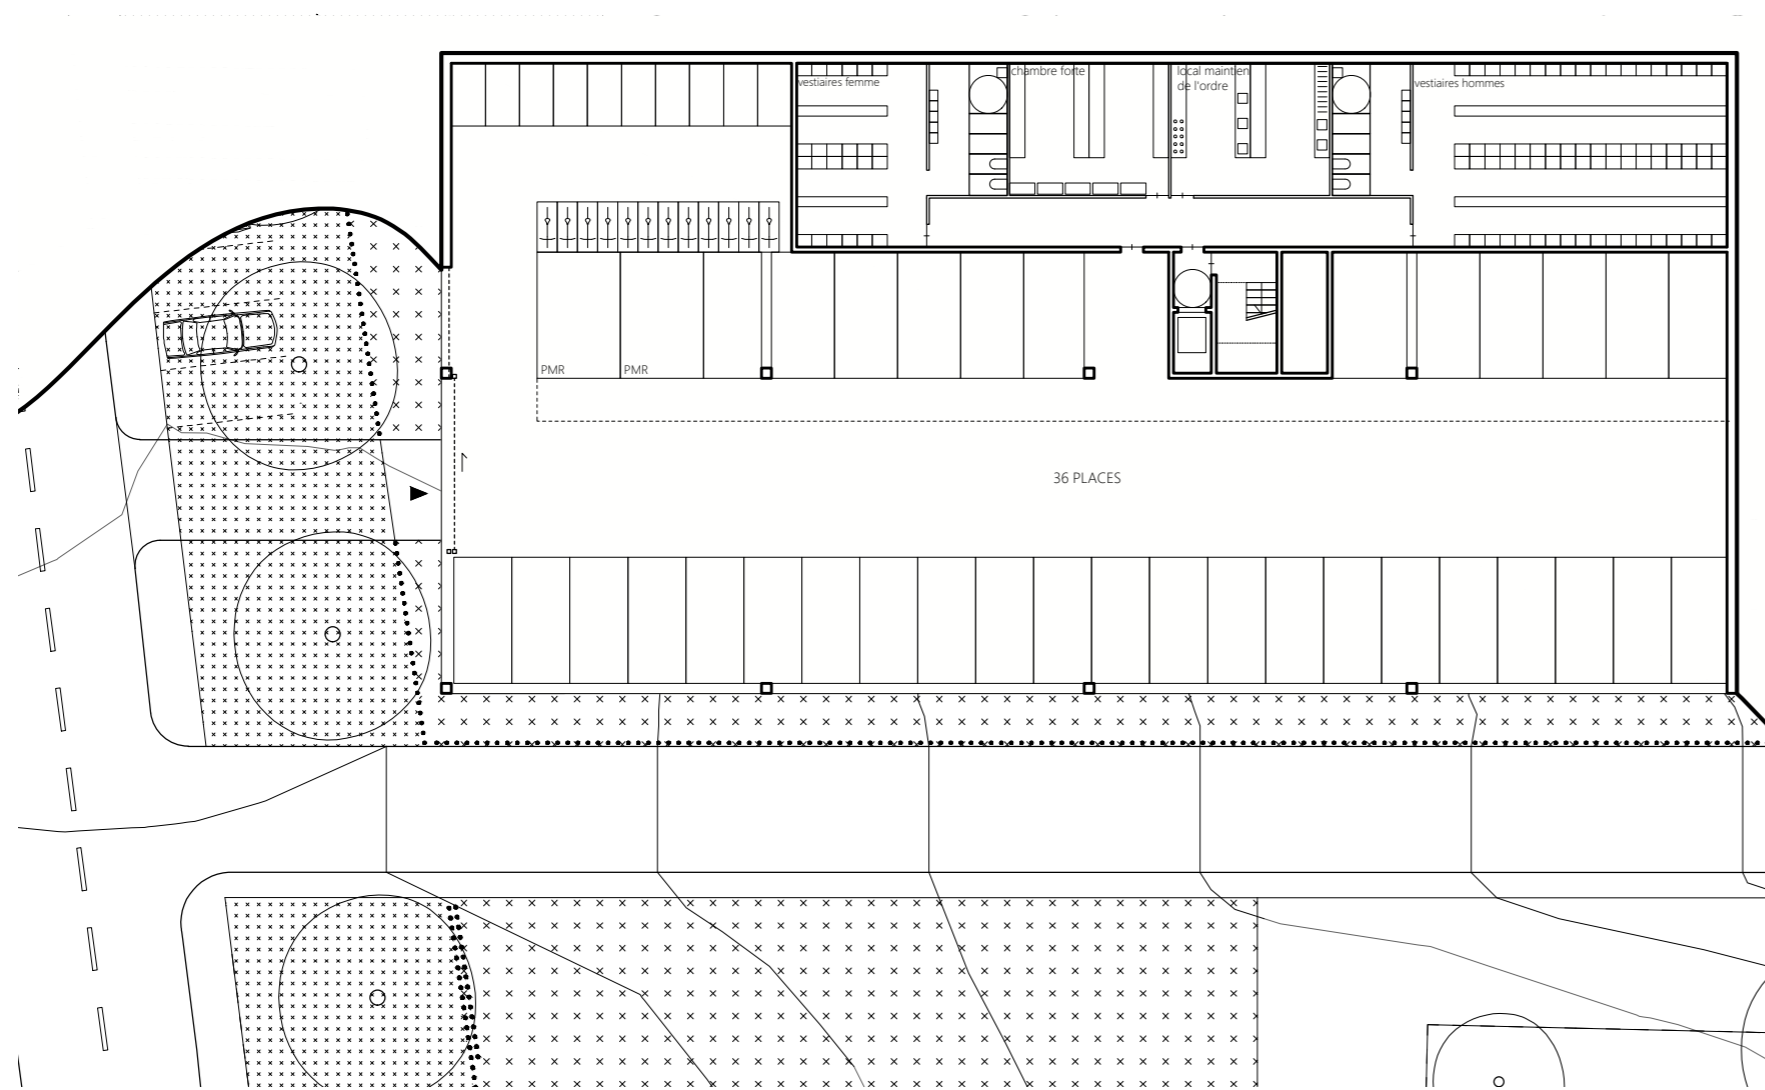 vestiaires femme
chambre forte
local maintien
de l'ordre
vestiaires hommes
PMR
PMR
36 PLACES